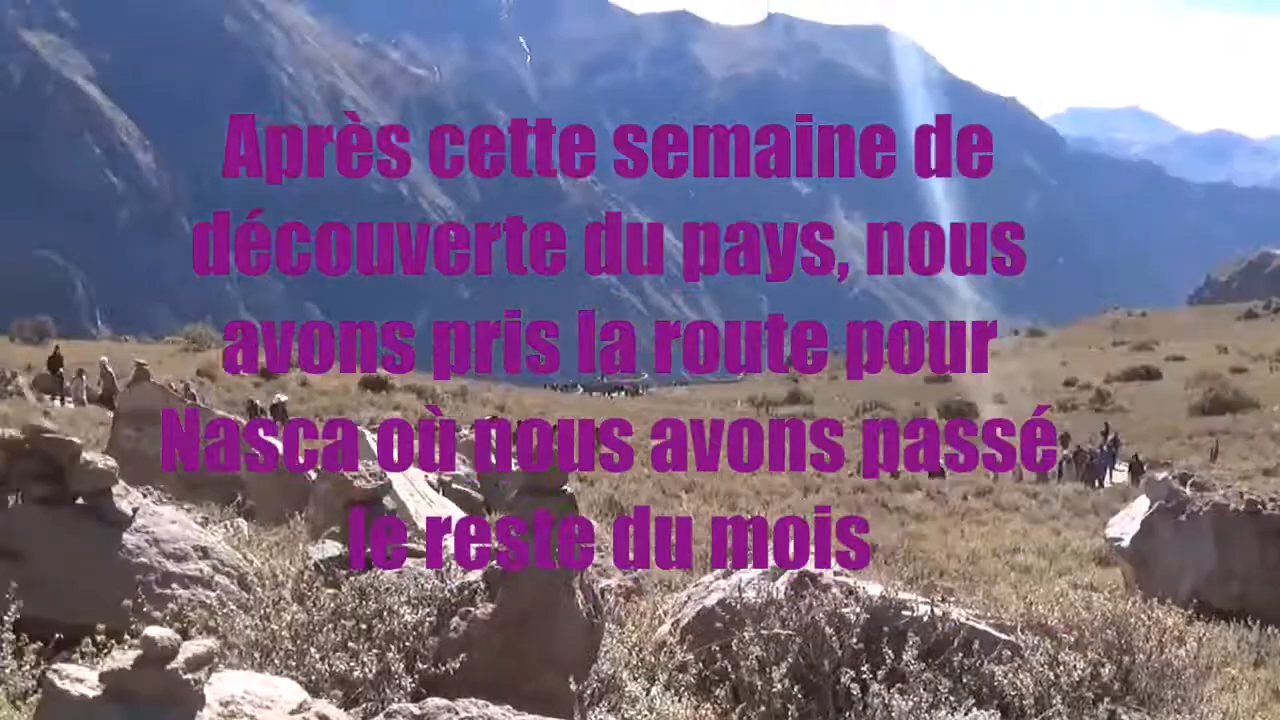 Après cette semaine de
découverte du pays, nous
avons pris la route pour
Nasca où nous avons passé
le reste du mois